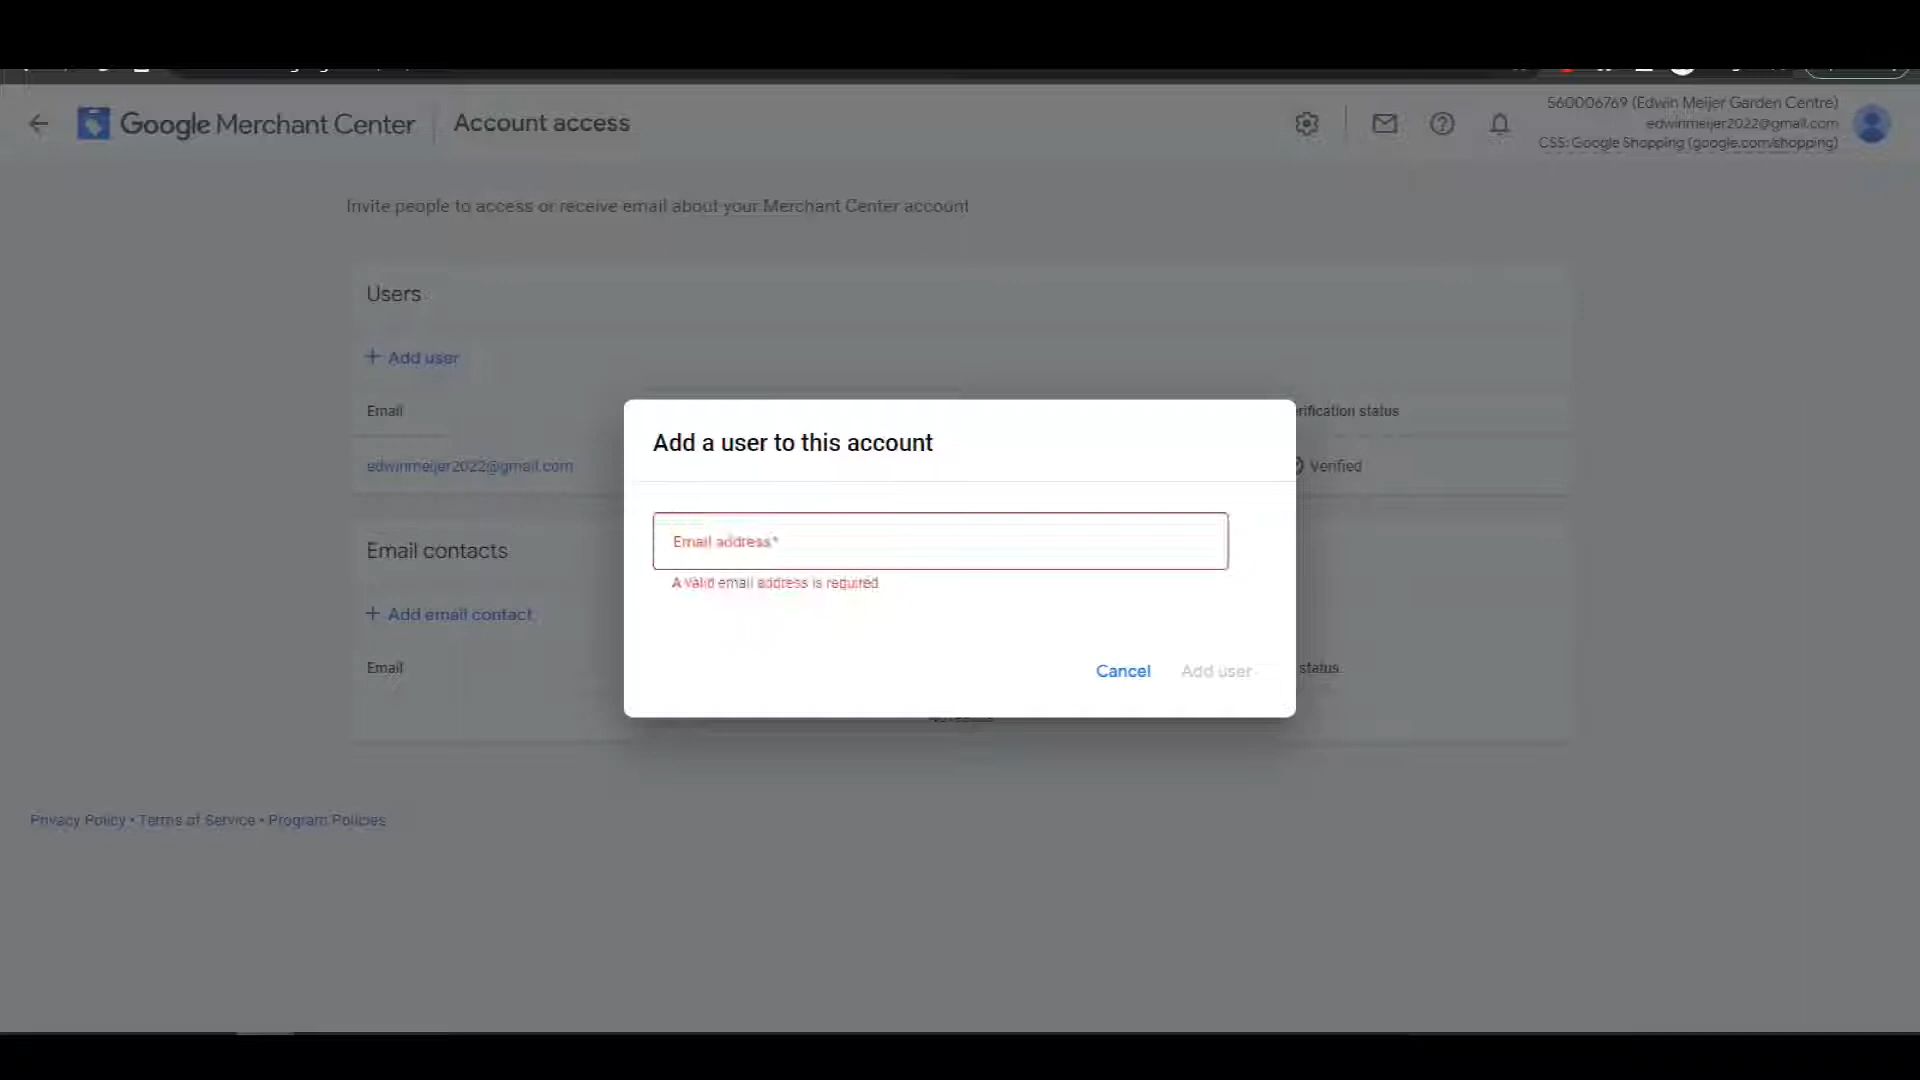 Google Merchant Center
Account access
560006769 (Edwin Meijer Garden Centre)
edwinmeijer2022@gmail.com
CSS: Google Shopping (google.com/shopping)
Invite people to access or receive email about your Merchant Center account
Users
+ Add user
Email
erification status
edwinmeijer2022@gmail.com
Verified
Add a user to this account
Email address*
A valid email address is required
Cancel
Add user
Email contacts
+ Add email contact
Email
status
Privacy Policy • Terms of Service • Program Policies